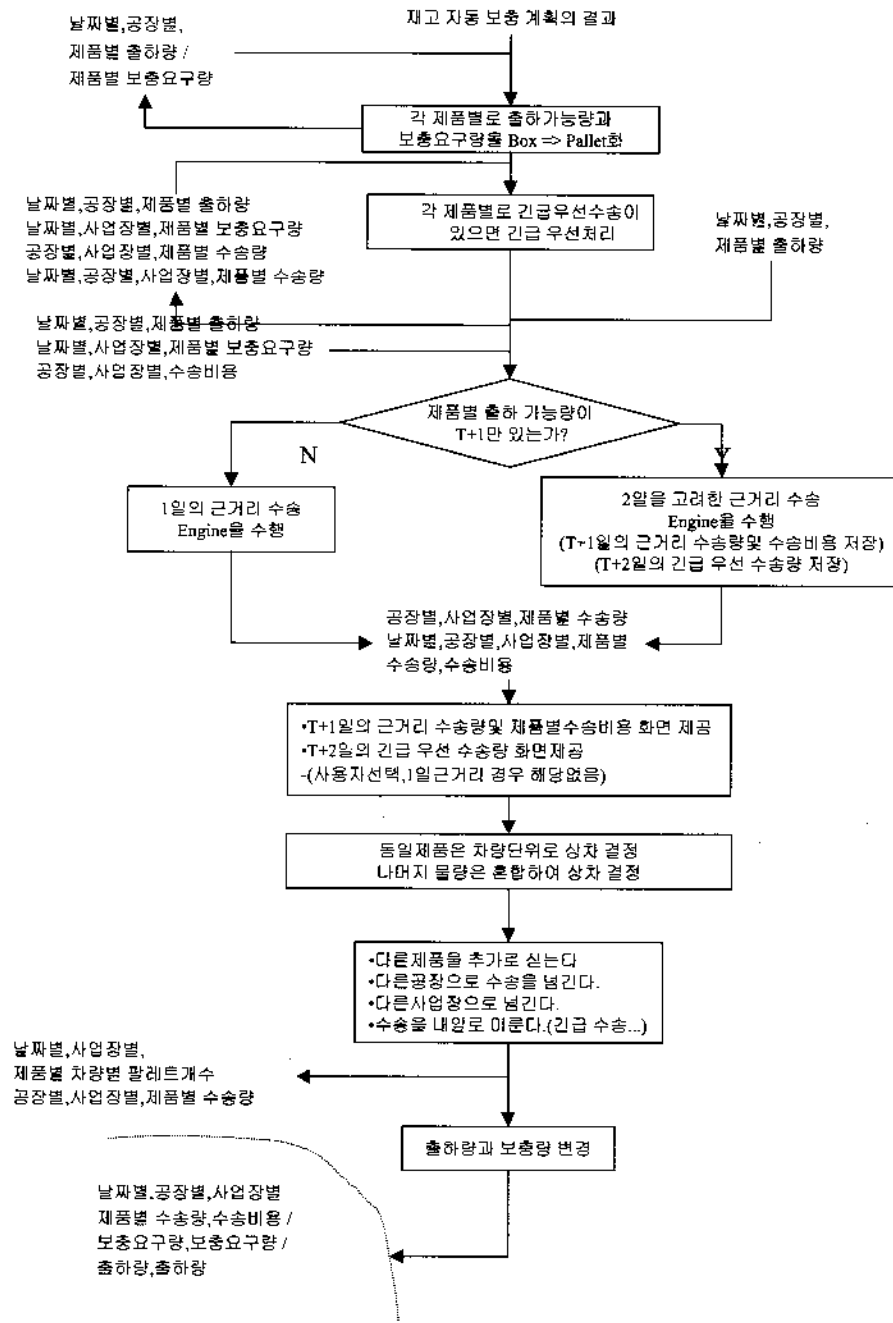 재고 자동 보충 계획의 결과
날짜별,공장별,
제품별 출하량 /
제품별 보충요구량
각 제품별로 출하가능량과
보충요구량을 Box => Pallet화
날짜별,공장별,제품별 출하량
날짜별,사업장별,제품별 보충요구량
공장별,사업장별,제품별 수송량
날짜별,공장별,사업장별,제품별 수송량
각 제품별로 긴급우선수송이
있으면 긴급 우선처리
날짜별,공장별,
제품별 출하량
날짜별,공장별,제품별 출하량
날짜별,사업장별,제품별 보충요구량
공장별,사업장별,수송비용
제품별 출하 가능량이
T+1만 있는가?
N
Y
1일의 근거리 수송
Engine을 수행
2일을 고려한 근거리 수송
Engine을 수행
(T+1일의 근거리 수송량및 수송비용 저장)
(T+2일의 긴급 우선 수송량 저장)
공장별,사업장별,제품별 수송량
날짜별,공장별,사업장별,제품별
수송량,수송비용
•T+1일의 근거리 수송량및 제품별수송비용 화면 제공
•T+2일의 긴급 우선 수송량 화면제공
-(사용자선택,1일근거리 경우 해당없음)
동일제품은 차량단위로 상차 결정
나머지 물량은 혼합하여 상차 결정
•다른제품을 추가로 싣는다
•다른공장으로 수송을 넘긴다.
•다른사업장으로 넘긴다.
•수송을 내일로 미룬다.(긴급 수송...)
날짜별,사업장별,
제품별 차량별 팔레트개수
공장별,사업장별,제품별 수송량
출하량과 보충량 변경
날짜별,공장별,사업장별
제품별 수송량,수송비용 /
보충요구량,보충요구량 /
출하량,출하량